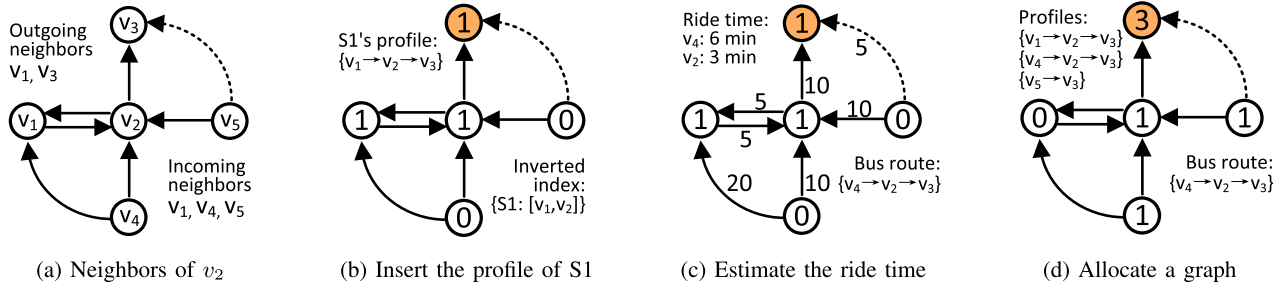 Outgoing
neighbors
v₁, v₃
v₃
v₁
v₂
v₅
v₄
Incoming
neighbors
v₁, v₄, v₅
(a) Neighbors of v₂
S1's profile:
{v₁→v₂→v₃}
1
1
1
0
0
Inverted
index:
{S1: [v₁,v₂]}
(b) Insert the profile of S1
Ride time:
v₄: 6 min
v₂: 3 min
1
5
10
5
10
1
1
0
5
20
10
0
Bus route:
{v₄→v₂→v₃}
(c) Estimate the ride time
Profiles:
{v₁→v₂→v₃}
{v₄→v₂→v₃}
{v₅→v₃}
3
0
1
1
1
Bus route:
{v₄→v₂→v₃}
(d) Allocate a graph